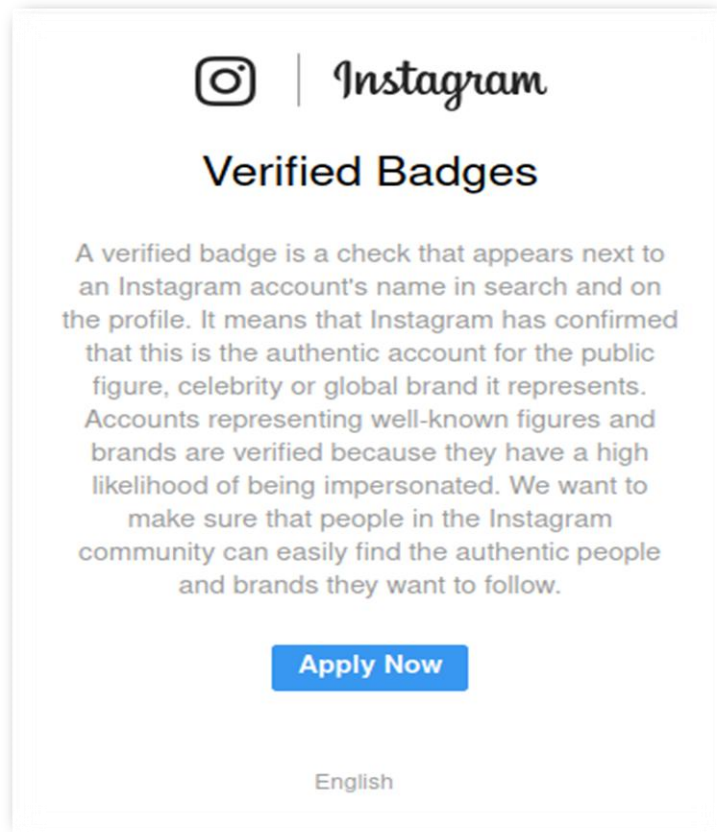 Instagram
Verified Badges
A verified badge is a check that appears next to
an Instagram account's name in search and on
the profile. It means that Instagram has confirmed
that this is the authentic account for the public
figure, celebrity or global brand it represents.
Accounts representing well-known figures and
brands are verified because they have a high
likelihood of being impersonated. We want to
make sure that people in the Instagram
community can easily find the authentic people
and brands they want to follow.
Apply Now
English